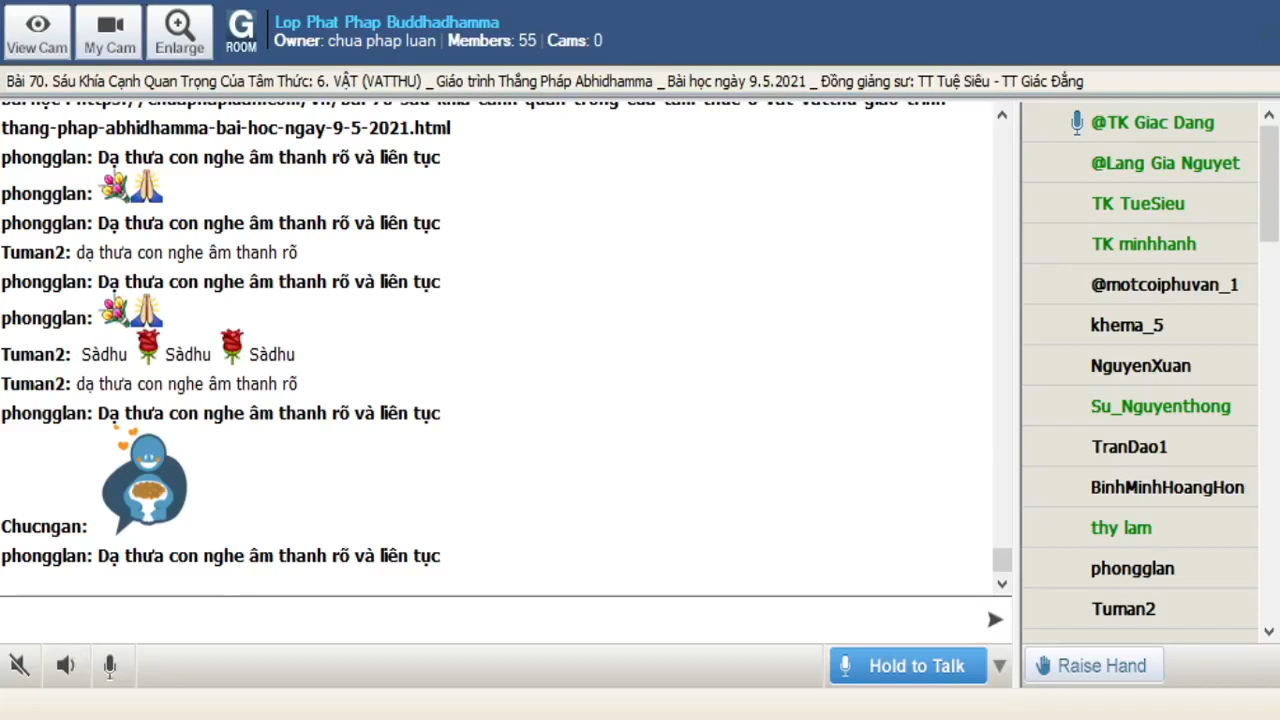 View Cam
My Cam
Enlarge
G
ROOM
Lop Phat Phap Buddhadhamma
Owner: chua phap luan | Members: 55 | Cams: 0
Bài 70. Sáu Khía Cạnh Quan Trọng Của Tâm Thức: 6. VẬT (VATTHU) _ Giáo trình Thắng Pháp Abhidhamma _ Bài học ngày 9.5.2021 _ Đồng giảng sư: TT Tuệ Siêu - TT Giác Đẳng
thang-phap-abhidhamma-bai-hoc-ngay-9-5-2021.html
phongglan: Dạ thưa con nghe âm thanh rõ và liên tục
phongglan:
phongglan: Dạ thưa con nghe âm thanh rõ và liên tục
Tuman2: dạ thưa con nghe âm thanh rõ
phongglan: Dạ thưa con nghe âm thanh rõ và liên tục
phongglan:
Tuman2: Sàdhu Sàdhu Sàdhu
Tuman2: dạ thưa con nghe âm thanh rõ
phongglan: Dạ thưa con nghe âm thanh rõ và liên tục
Chucngan:
phongglan: Dạ thưa con nghe âm thanh rõ và liên tục
@TK Giac Dang
@Lang Gia Nguyet
TK TueSieu
TK minhhanh
@motcoiphuvan_1
khema_5
NguyenXuan
Su_Nguyenthong
TranDao1
BinhMinhHoangHon
thy lam
phongglan
Tuman2
Hold to Talk
Raise Hand